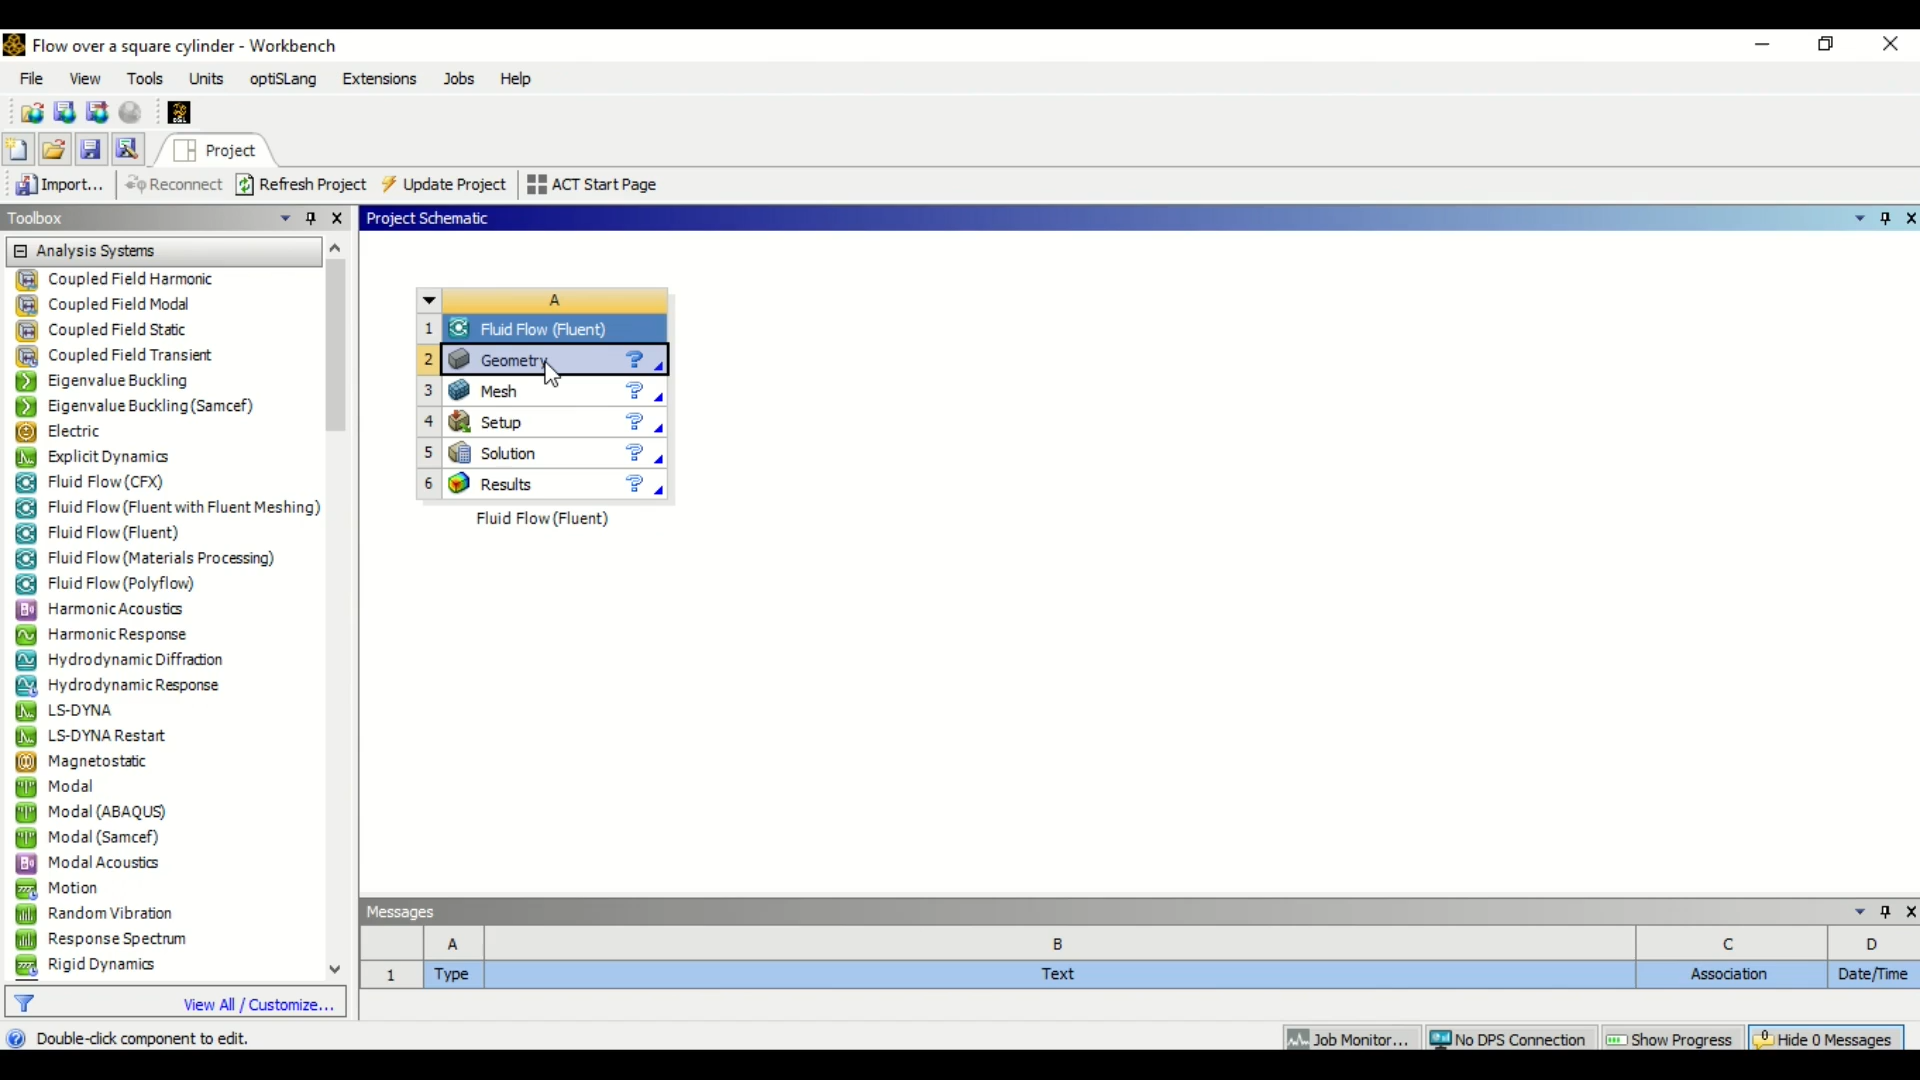 Flow over a square cylinder - Workbench
File View Tools Units optiSLang Extensions Jobs Help
Project
Import... Reconnect Refresh Project Update Project ACT Start Page
Toolbox
Analysis Systems
Coupled Field Harmonic
Coupled Field Modal
Coupled Field Static
Coupled Field Transient
Eigenvalue Buckling
Eigenvalue Buckling (Samcef)
Electric
Explicit Dynamics
Fluid Flow (CFX)
Fluid Flow (Fluent with Fluent Meshing)
Fluid Flow (Fluent)
Fluid Flow (Materials Processing)
Fluid Flow (Polyflow)
Harmonic Acoustics
Harmonic Response
Hydrodynamic Diffraction
Hydrodynamic Response
LS-DYNA
LS-DYNA Restart
Magnetostatic
Modal
Modal (ABAQUS)
Modal (Samcef)
Modal Acoustics
Motion
Random Vibration
Response Spectrum
Rigid Dynamics
View All / Customize...
Project Schematic
A
1 Fluid Flow (Fluent)
2 Geometry ?
3 Mesh ?
4 Setup ?
5 Solution ?
6 Results ?
Fluid Flow (Fluent)
Messages
A B C D
1 Type Text Association Date/Time
Double-click component to edit.
Job Monitor... No DPS Connection Show Progress 0 Hide 0 Messages